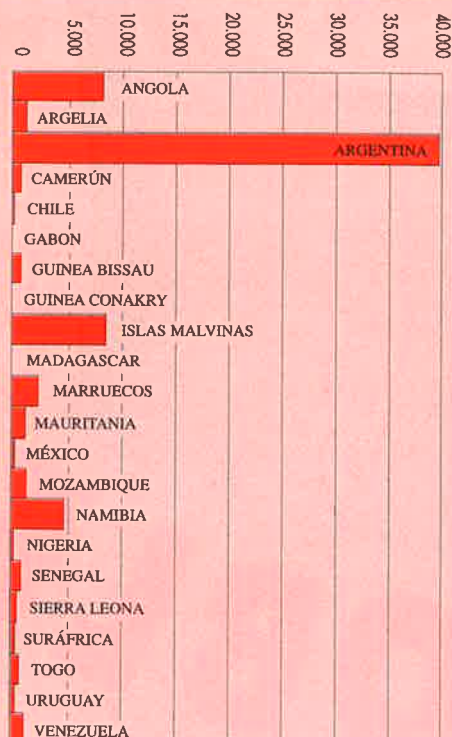 0
5.000
10.000
15.000
20.000
25.000
30.000
35.000
40.000
ANGOLA
ARGELIA
ARGENTINA
CAMERÚN
CHILE
GABON
GUINEA BISSAU
GUINEA CONAKRY
ISLAS MALVINAS
MADAGASCAR
MARRUECOS
MAURITANIA
MÉXICO
MOZAMBIQUE
NAMIBIA
NIGERIA
SENEGAL
SIERRA LEONA
SURÁFRICA
TOGO
URUGUAY
VENEZUELA